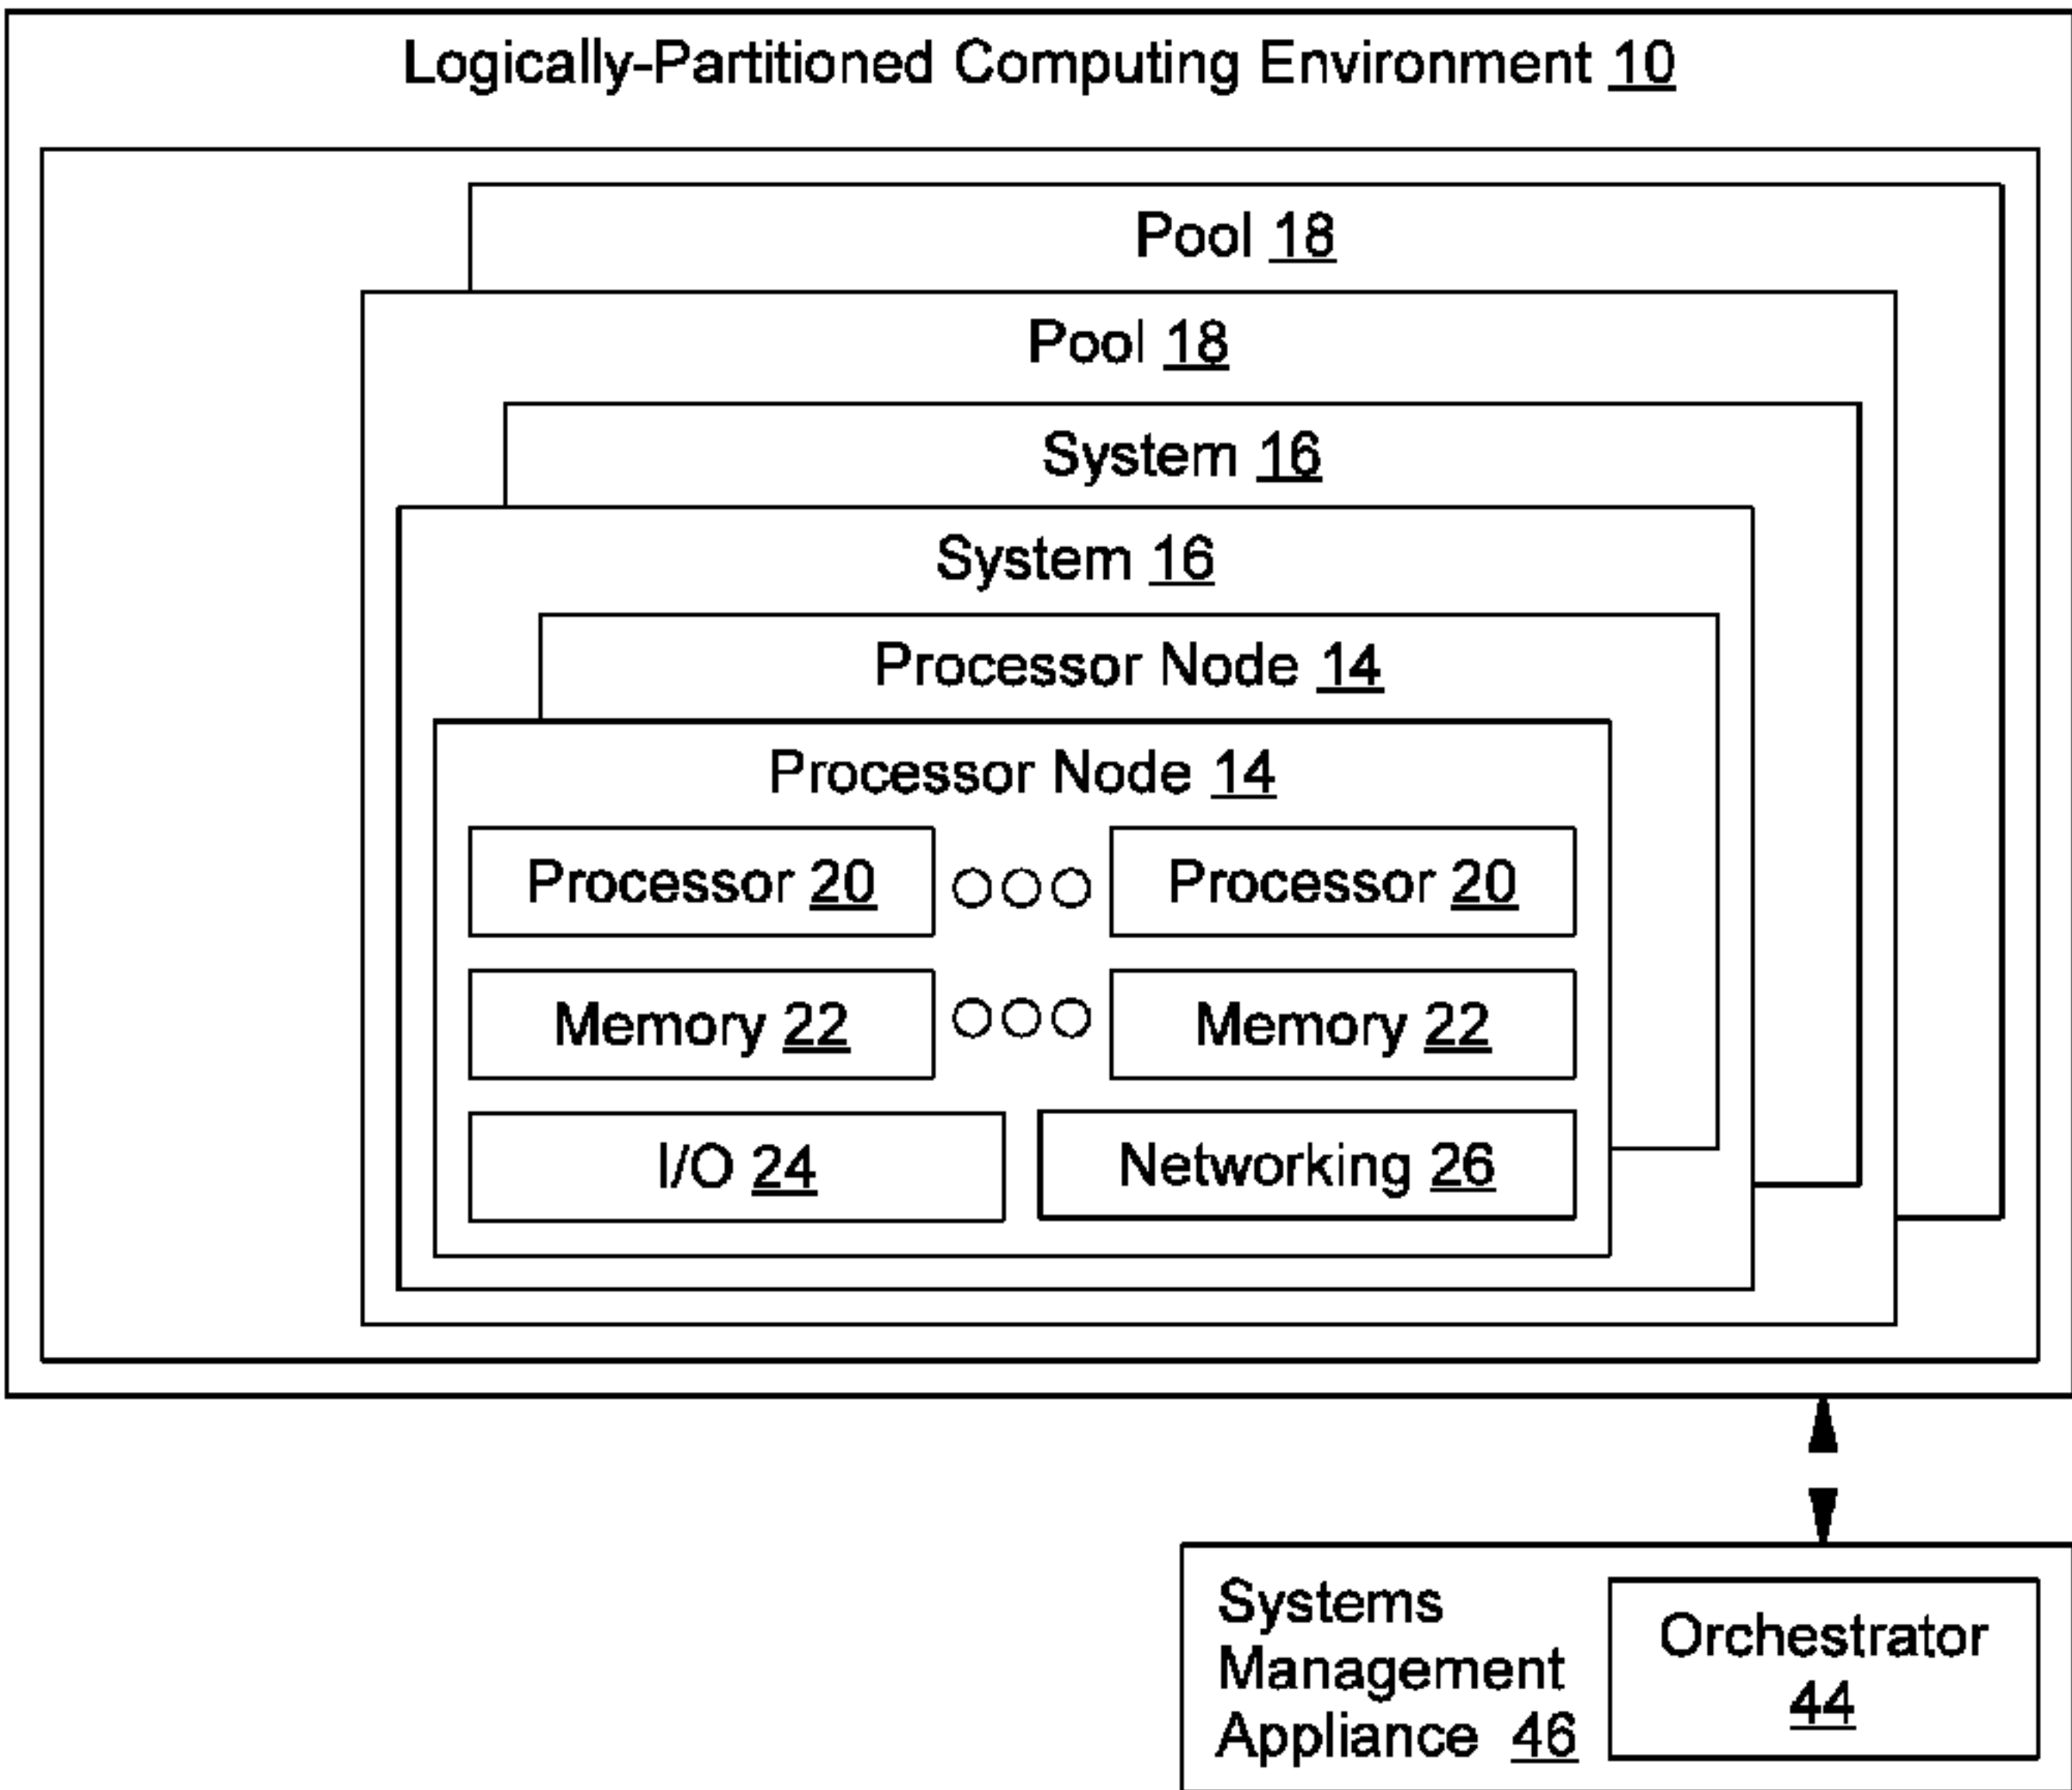 Logically-Partitioned Computing Environment 10
Pool 18
Pool 18
System 16
System 16
Processor Node 14
Processor Node 14
Processor 20
Processor 20
Memory 22
Memory 22
I/O 24
Networking 26
Systems
Management
Appliance 46
Orchestrator
44